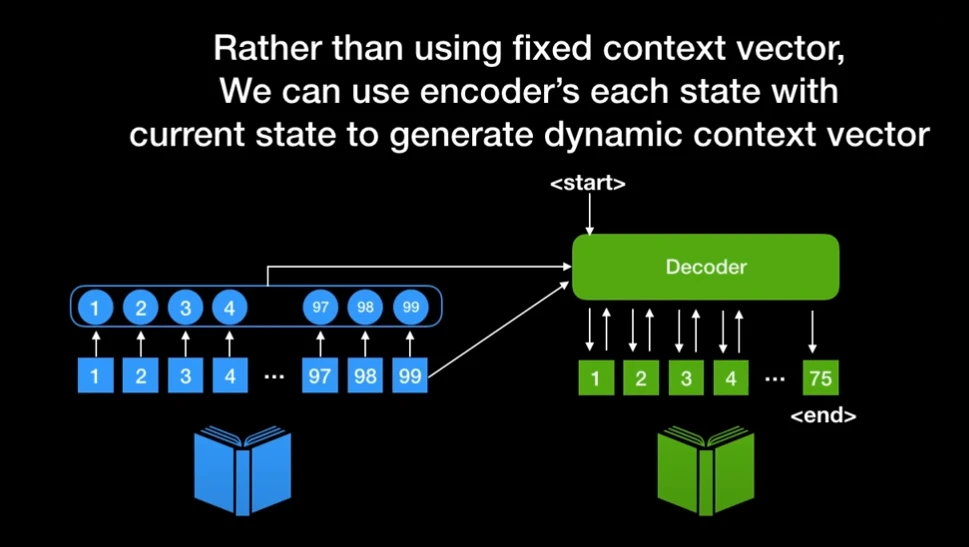 Rather than using fixed context vector,
We can use encoder's each state with
current state to generate dynamic context vector
<start>
Decoder
1 2 3 4 97 98 99
1 2 3 4 ... 97 98 99
1 2 3 4 ... 75
<end>